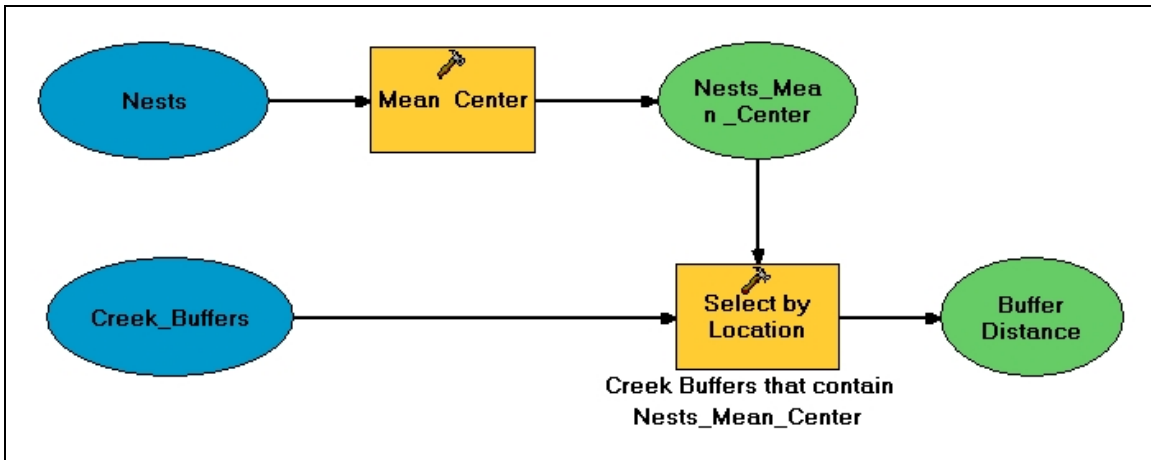 Nests
Mean Center
Nests_Mea
n _Center
Creek_Buffers
Select by
Location
Buffer
Distance
Creek Buffers that contain
Nests_Mean_Center